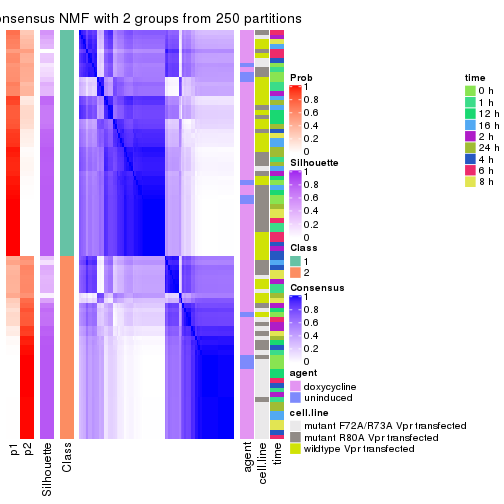 onsensus NMF with 2 groups from 250 partitions
Prob
1
0.8
0.6
0.4
0.2
0
Silhouette
1
0.8
0.6
0.4
0.2
0
Class
1
2
Consensus
1
0.8
0.6
0.4
0.2
0
agent
doxycycline
uninduced
cell.line
mutant F72A/R73A Vpr transfected
mutant R80A Vpr transfected
wildtype Vpr transfected
time
0 h
1 h
12 h
16 h
2 h
24 h
4 h
6 h
8 h
p1
p2
Silhouette
Class
agent
cell.line
time